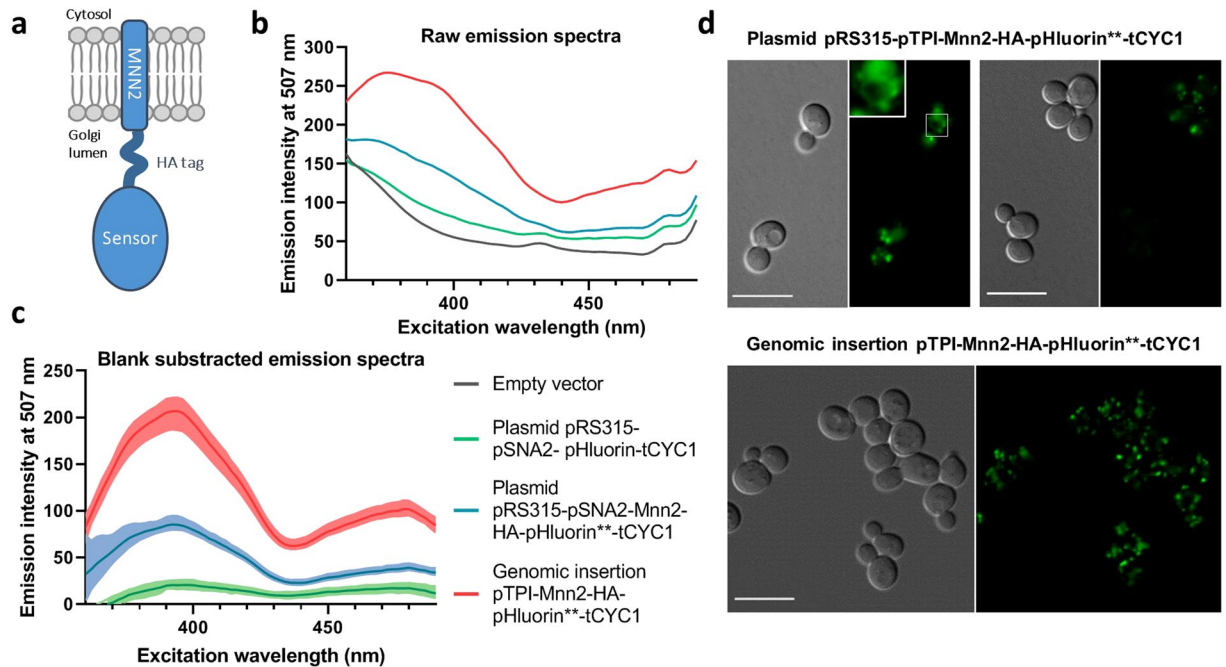 a
Cytosol
MNN2
Golgi
lumen
HA tag
Sensor
b
Raw emission spectra
Emission intensity at 507 nm
300
250
200
150
100
50
0
400
450
Excitation wavelength (nm)
c
Blank substracted emission spectra
Emission intensity at 507 nm
250
200
150
100
50
0
400
450
Excitation wavelength (nm)
Empty vector
Plasmid pRS315-
pSNA2- pHluorin-tCYC1
Plasmid
pRS315-pSNA2-Mnn2-
HA-pHluorin**-tCYC1
Genomic insertion
pTPI-Mnn2-HA-
pHluorin**-tCYC1
d
Plasmid pRS315-pTPI-Mnn2-HA-pHluorin**-tCYC1
Genomic insertion pTPI-Mnn2-HA-pHluorin**-tCYC1